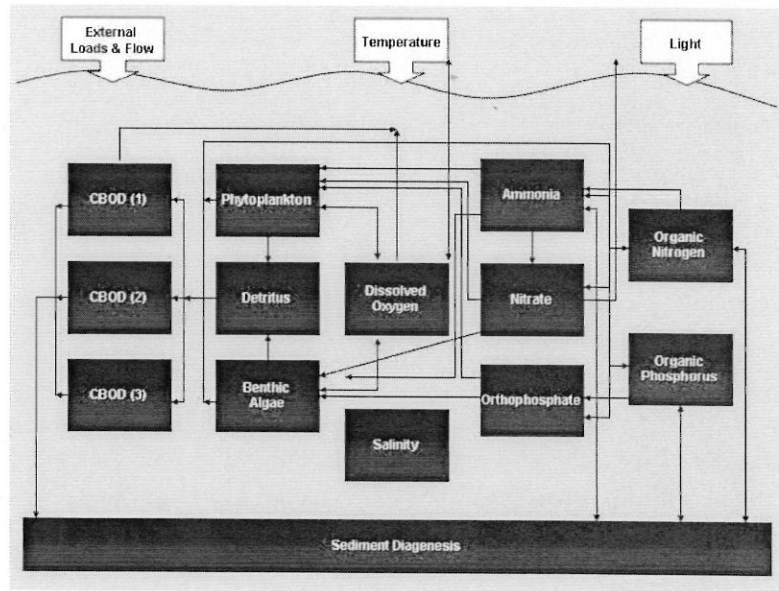 External
Loads & Flow
Temperature
Light
CBOD (1)
Phytoplankton
Ammonia
Organic
Nitrogen
CBOD (2)
Detritus
Dissolved
Oxygen
Nitrate
CBOD (3)
Benthic
Algae
Orthophosphate
Organic
Phosphorus
Salinity
Sediment Diagenesis